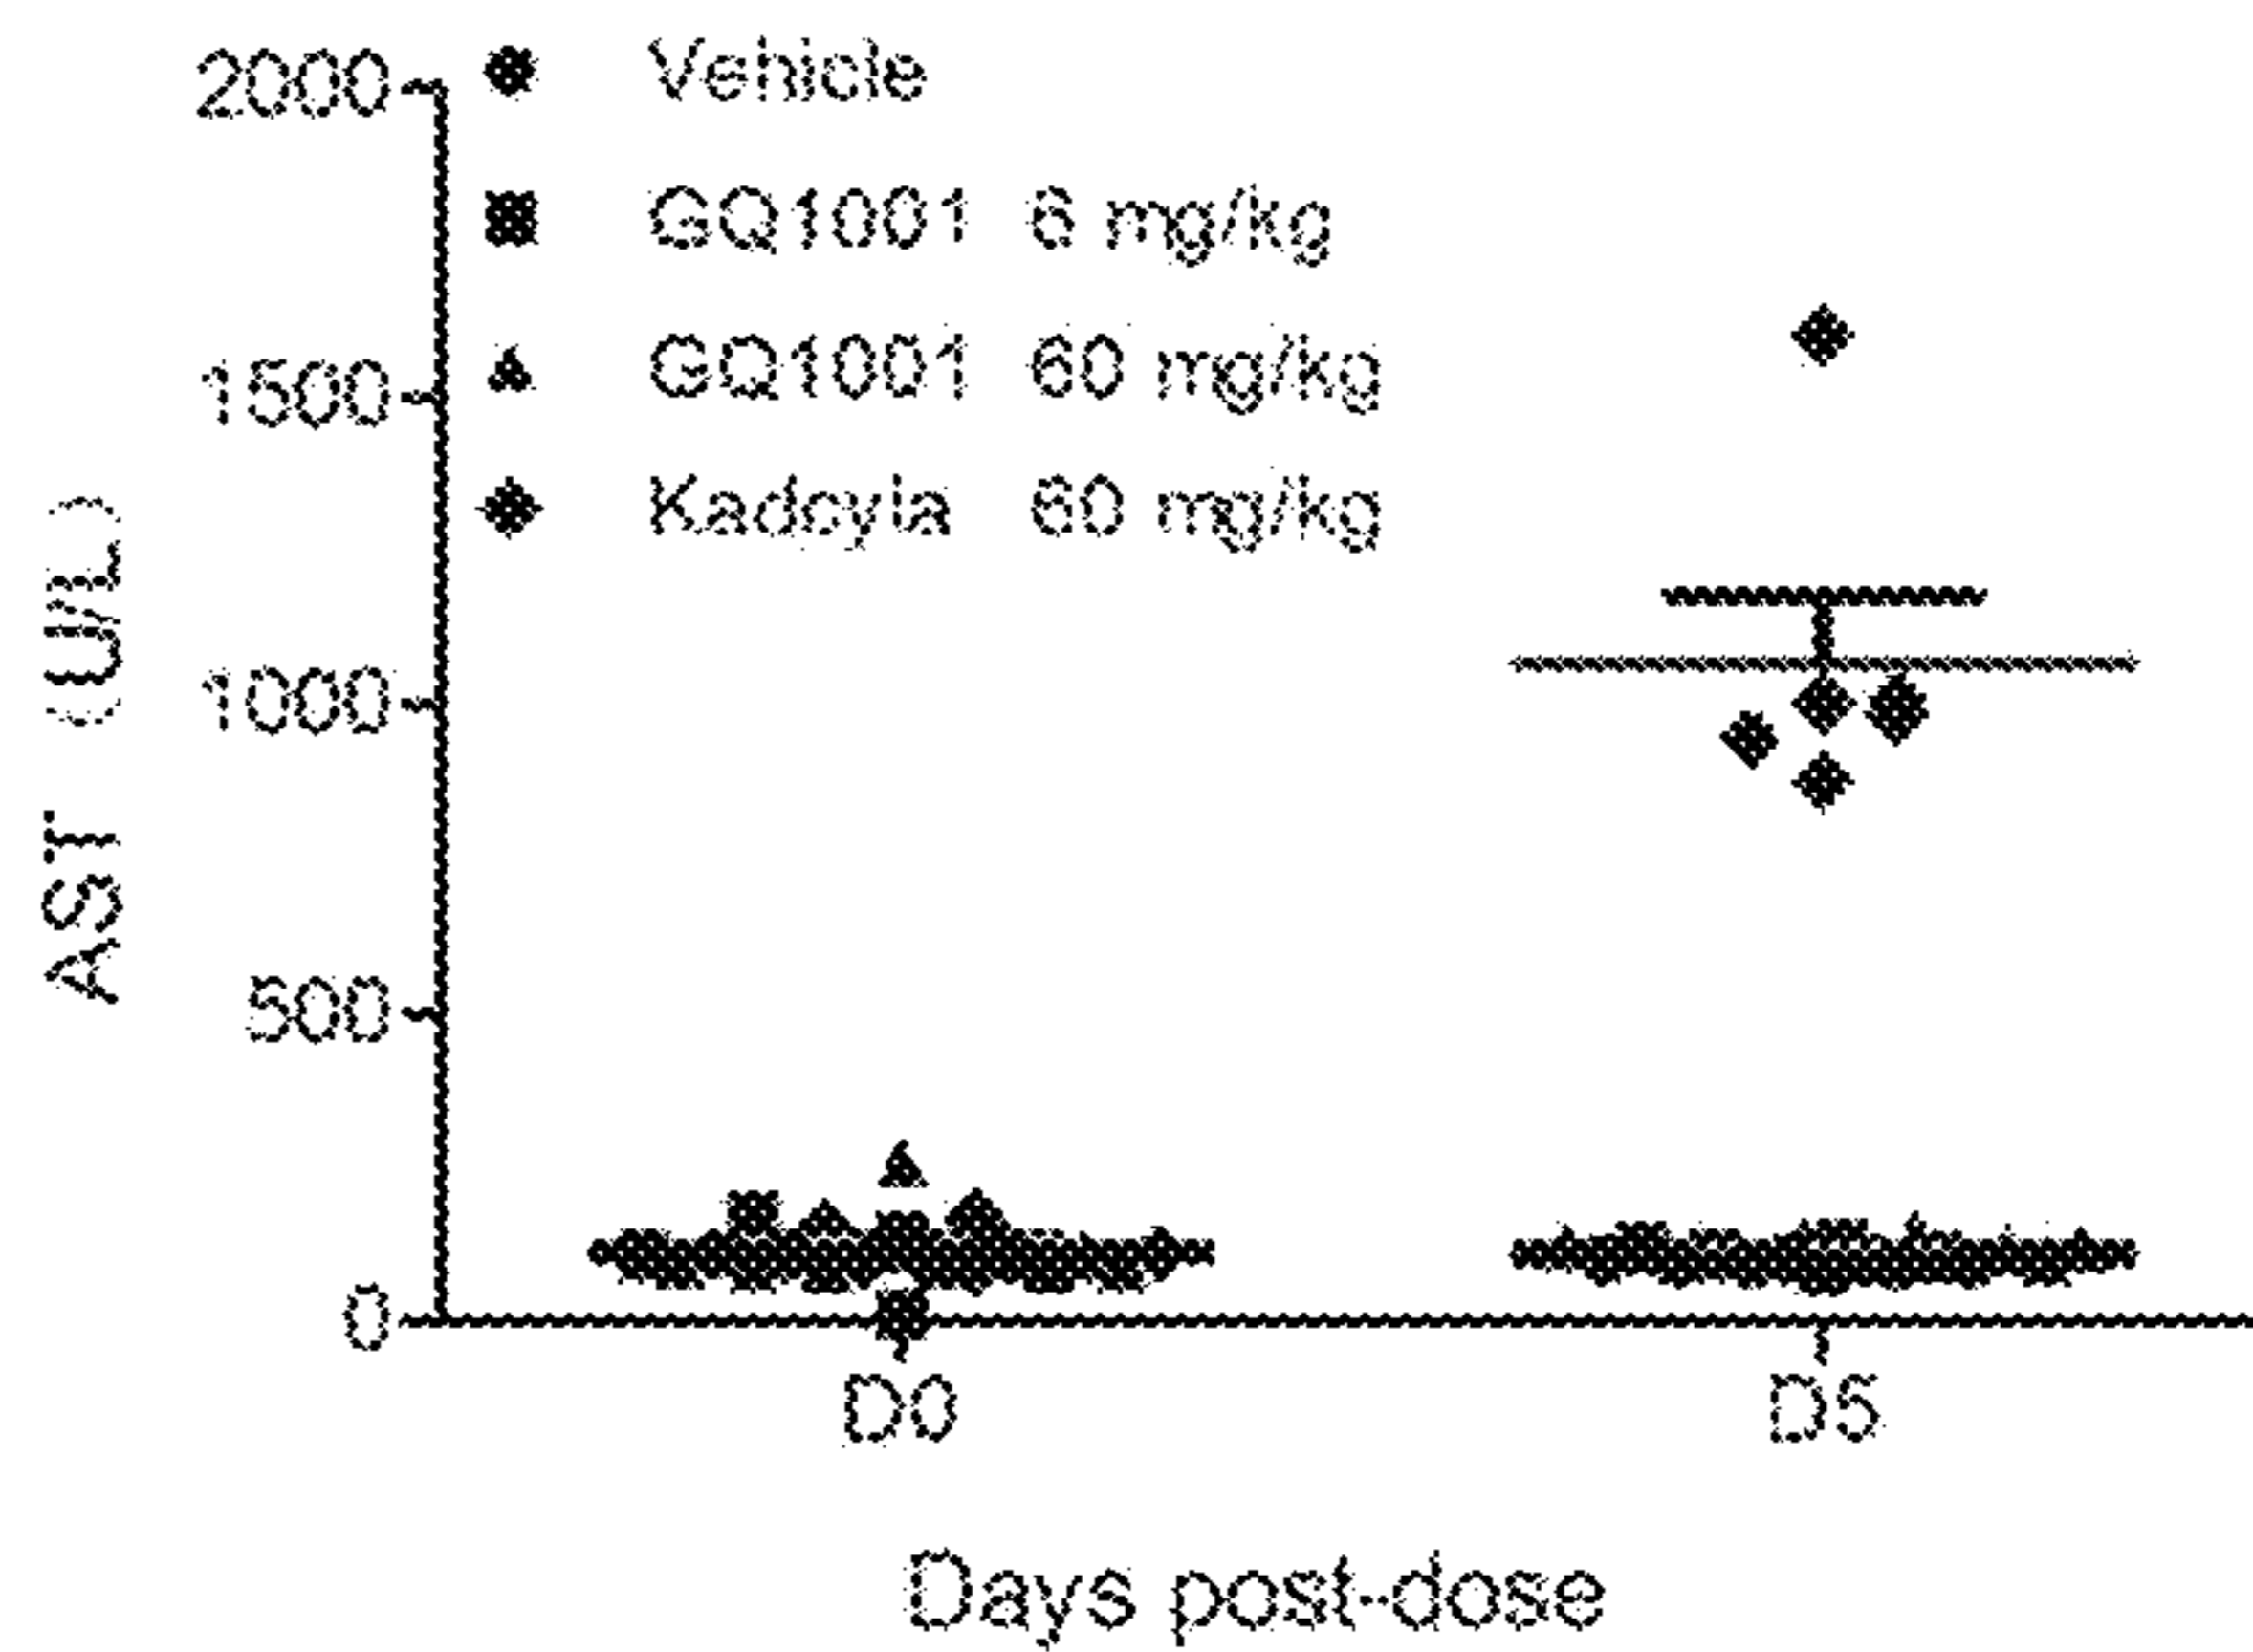 2000
Vehicle
GQ1001 6 mg/kg
1500
GQ1001 60 mg/kg
Kadcyla 60 mg/kg
AST (U/L)
1000
500
0
D0
D5
Days post-dose